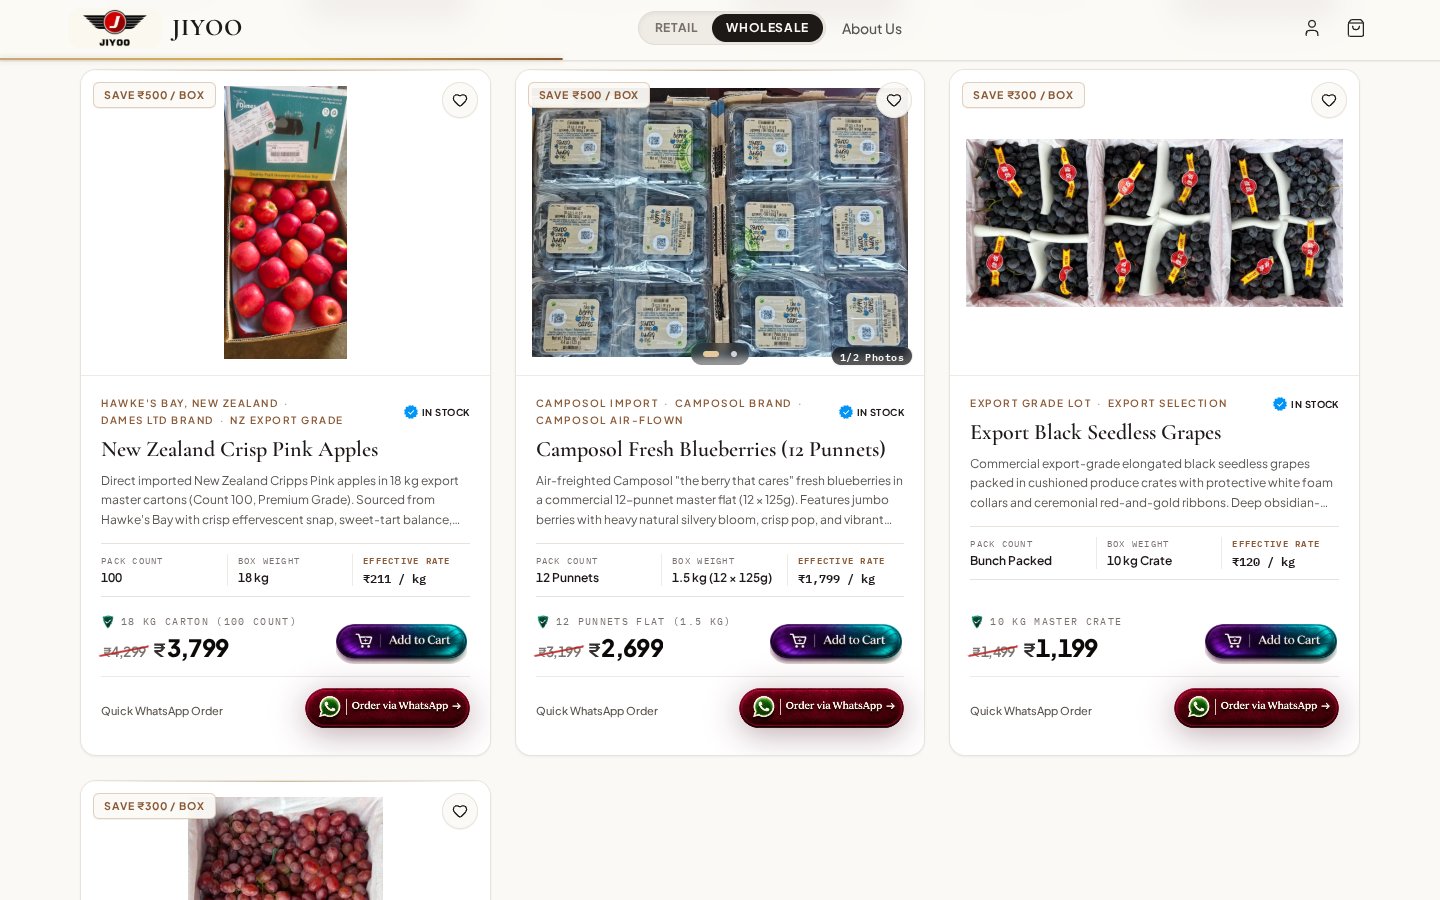 JIYOO
JIYOO
RETAIL
WHOLESALE
About Us
SAVE ₹500 / BOX
SAVE ₹500 / BOX
1/2 Photos
SAVE ₹300 / BOX
HAWKE'S BAY, NEW ZEALAND ·
DAMES LTD BRAND · NZ EXPORT GRADE
IN STOCK
New Zealand Crisp Pink Apples
Direct imported New Zealand Cripps Pink apples in 18 kg export
master cartons (Count 100, Premium Grade). Sourced from
Hawke's Bay with crisp effervescent snap, sweet-tart balance,...
PACK COUNT
100
BOX WEIGHT
18 kg
EFFECTIVE RATE
₹211 / kg
18 KG CARTON (100 COUNT)
₹4,299 ₹3,799
Add to Cart
Quick WhatsApp Order
Order via WhatsApp →
CAMPOSOL IMPORT · CAMPOSOL BRAND ·
CAMPOSOL AIR-FLOWN
IN STOCK
Camposol Fresh Blueberries (12 Punnets)
Air-freighted Camposol "the berry that cares" fresh blueberries in
a commercial 12-punnet master flat (12 × 125g). Features jumbo
berries with heavy natural silvery bloom, crisp pop, and vibrant...
PACK COUNT
12 Punnets
BOX WEIGHT
1.5 kg (12 × 125g)
EFFECTIVE RATE
₹1,799 / kg
12 PUNNETS FLAT (1.5 KG)
₹3,199 ₹2,699
Add to Cart
Quick WhatsApp Order
Order via WhatsApp →
EXPORT GRADE LOT · EXPORT SELECTION
IN STOCK
Export Black Seedless Grapes
Commercial export-grade elongated black seedless grapes
packed in cushioned produce crates with protective white foam
collars and ceremonial red-and-gold ribbons. Deep obsidian-...
PACK COUNT
Bunch Packed
BOX WEIGHT
10 kg Crate
EFFECTIVE RATE
₹120 / kg
10 KG MASTER CRATE
₹1,499 ₹1,199
Add to Cart
Quick WhatsApp Order
Order via WhatsApp →
SAVE ₹300 / BOX